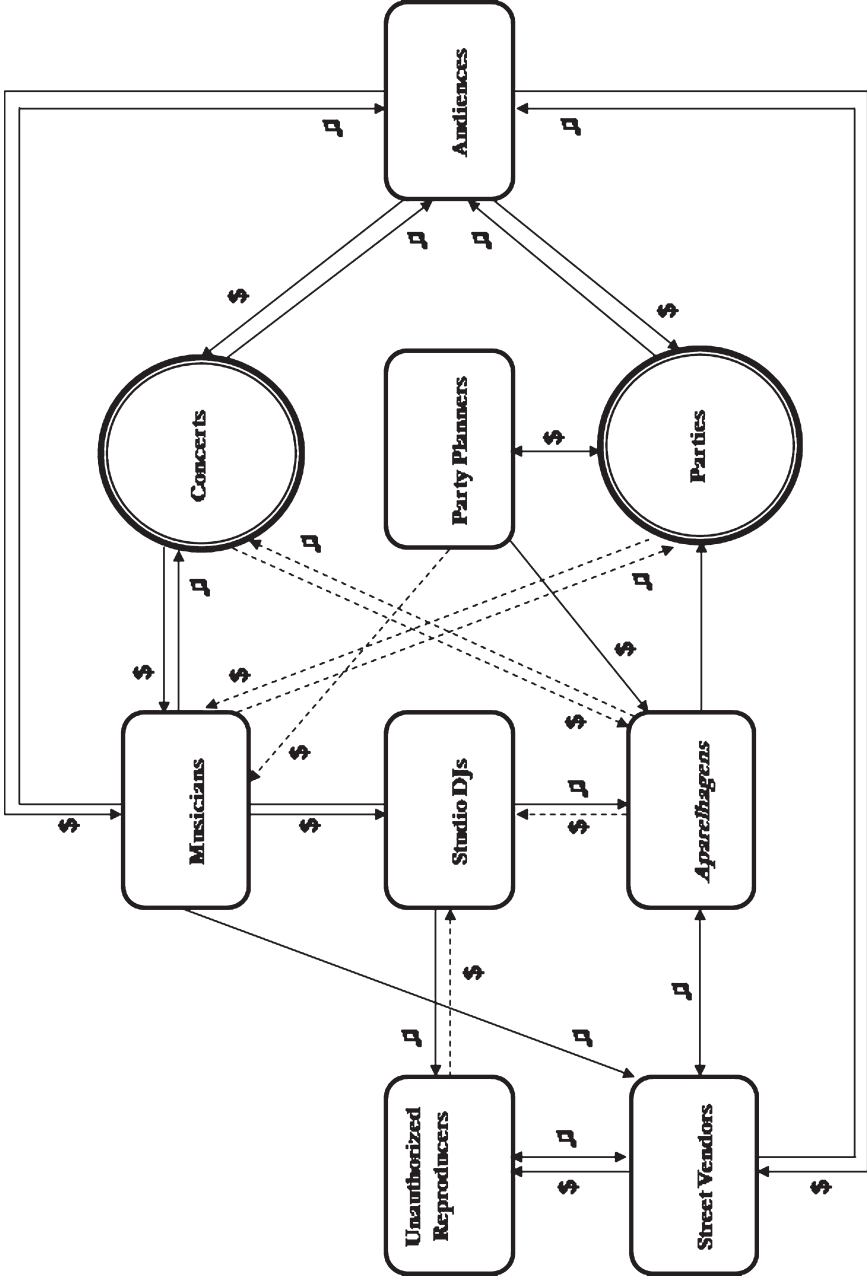 $
$
Musicians
Concerts
$
$
$
$
Unauthorized
Reproducers
Studio DJs
Party Planners
Audiences
$
$
$
$
$
$
$
Street Vendors
Aparelhagens
Parties
$